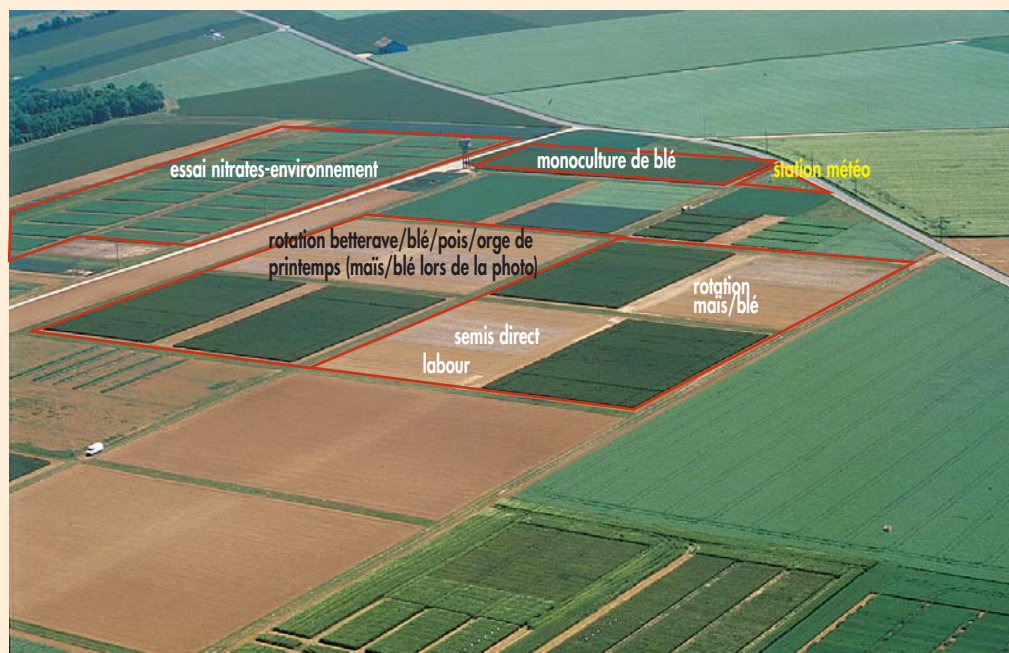 essai nitrates-environnement
monoculture de blé
station météo
rotation betterave/blé/pois/orge de
printemps (maïs/blé lors de la photo)
rotation
maïs/blé
semis direct
labour